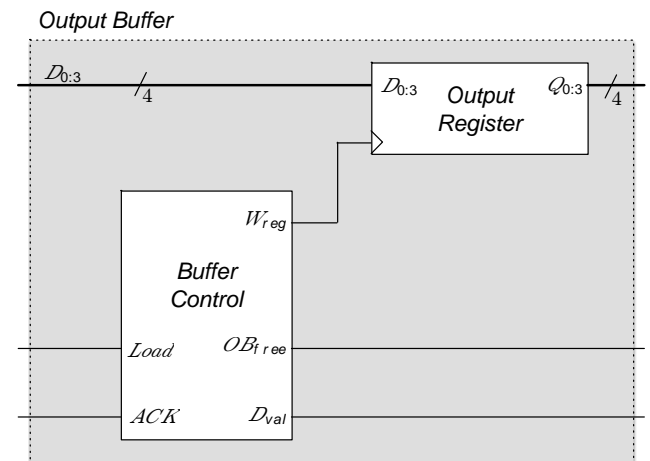 Output Buffer
D0:3
4
D0:3
Output
Register
Q0:3
4
Wreg
Buffer
Control
Load
OBfree
ACK
Dval